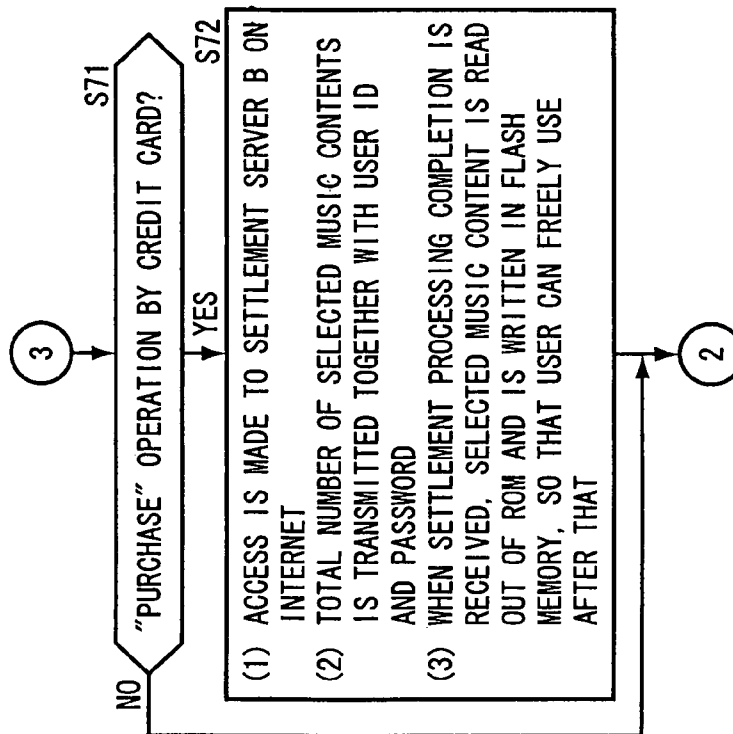 3
S71
"PURCHASE" OPERATION BY CREDIT CARD?
NO
YES
S72
(1) ACCESS IS MADE TO SETTLEMENT SERVER B ON
INTERNET
(2) TOTAL NUMBER OF SELECTED MUSIC CONTENTS
IS TRANSMITTED TOGETHER WITH USER ID
AND PASSWORD
(3) WHEN SETTLEMENT PROCESSING COMPLETION IS
RECEIVED, SELECTED MUSIC CONTENT IS READ
OUT OF ROM AND IS WRITTEN IN FLASH
MEMORY, SO THAT USER CAN FREELY USE
AFTER THAT
2